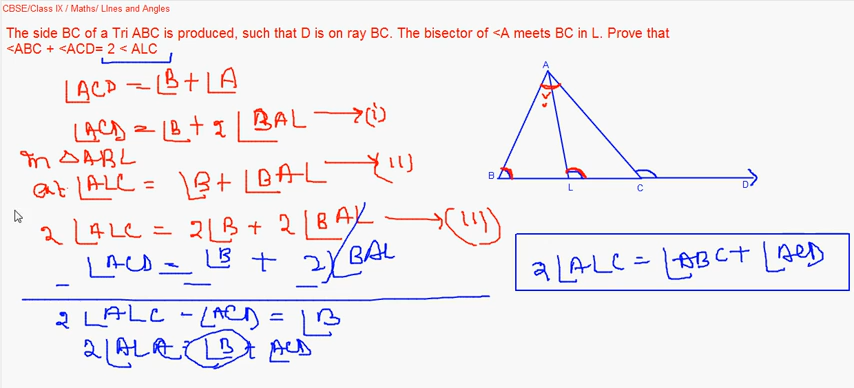 CBSE/Class IX / Maths/ LInes and Angles
The side BC of a Tri ABC is produced, such that D is on ray BC. The bisector of <A meets BC in L. Prove that
<ABC + <ACD= 2 < ALC
∠ACD = ∠B + ∠A
∠ACD = ∠B + 2 ∠BAL → (i)
In △ABL
ext ∠ALC = ∠B + ∠BAL → (II)
2 ∠ALC = 2∠B + 2 ∠BAL → (III)
- ∠ACD = - ∠B + - 2∠BAL
2 ∠ALC - ∠ACD = ∠B
2∠ALA = ∠B + ACD
A
B
L
C
D
2∠ALC = ∠ABC + ∠ACD